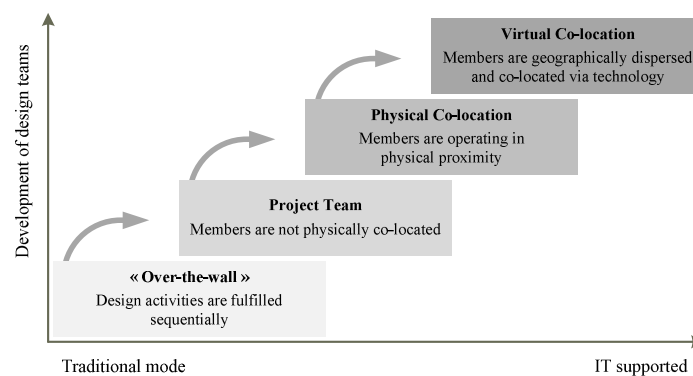 Virtual Co-location
Members are geographically dispersed
and co-located via technology
Physical Co-location
Members are operating in
physical proximity
Project Team
Members are not physically co-located
« Over-the-wall »
Design activities are fulfilled
sequentially
Development of design teams
Traditional mode
IT supported